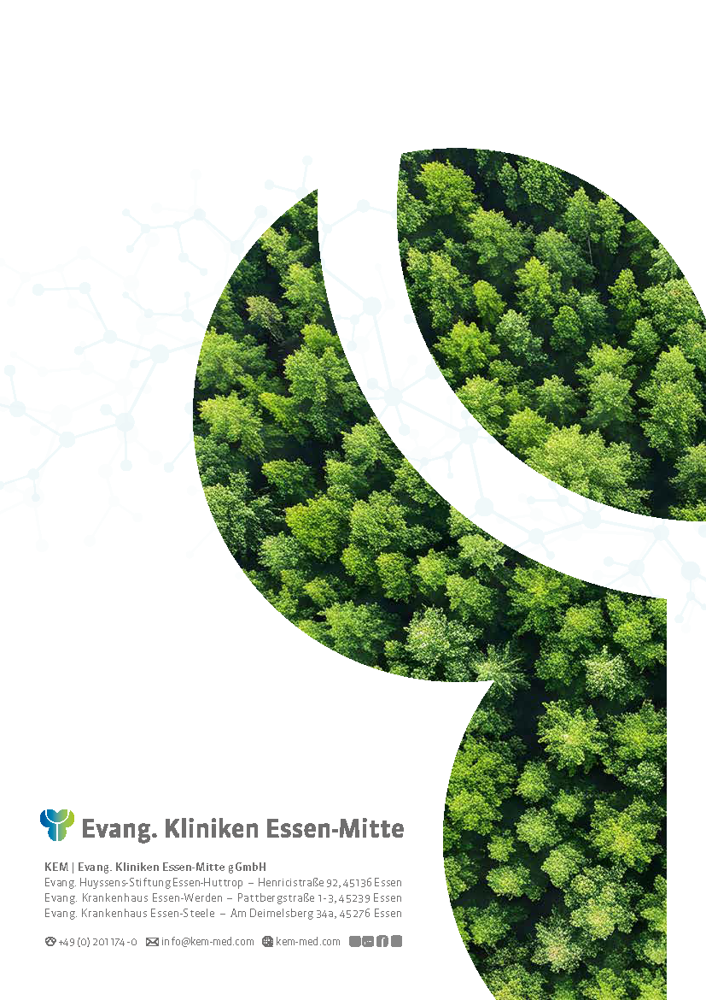 Evang. Kliniken Essen-Mitte
KEM | Evang. Kliniken Essen-Mitte gGmbH
Evang. Huyssens-Stiftung Essen-Huttrop – Henricistraße 92, 45136 Essen
Evang. Krankenhaus Essen-Werden – Pattbergstraße 1-3, 45239 Essen
Evang. Krankenhaus Essen-Steele – Am Deimelsberg 34a, 45276 Essen
+49 (0) 201 174-0 info@kem-med.com kem-med.com